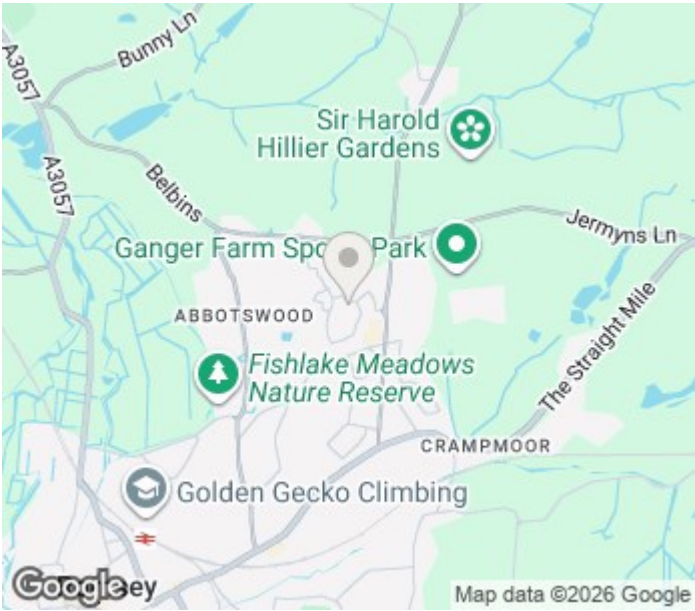 A3057
Bunny Ln
Sir Harold
Hillier Gardens
A3057
Belbins
Jermyns Ln
Ganger Farm Park
ABBOTSWOOD
The Straight Mile
Fishlake Meadows
Nature Reserve
CRAMPMOOR
Golden Gecko Climbing
Google
Map data ©2026 Google